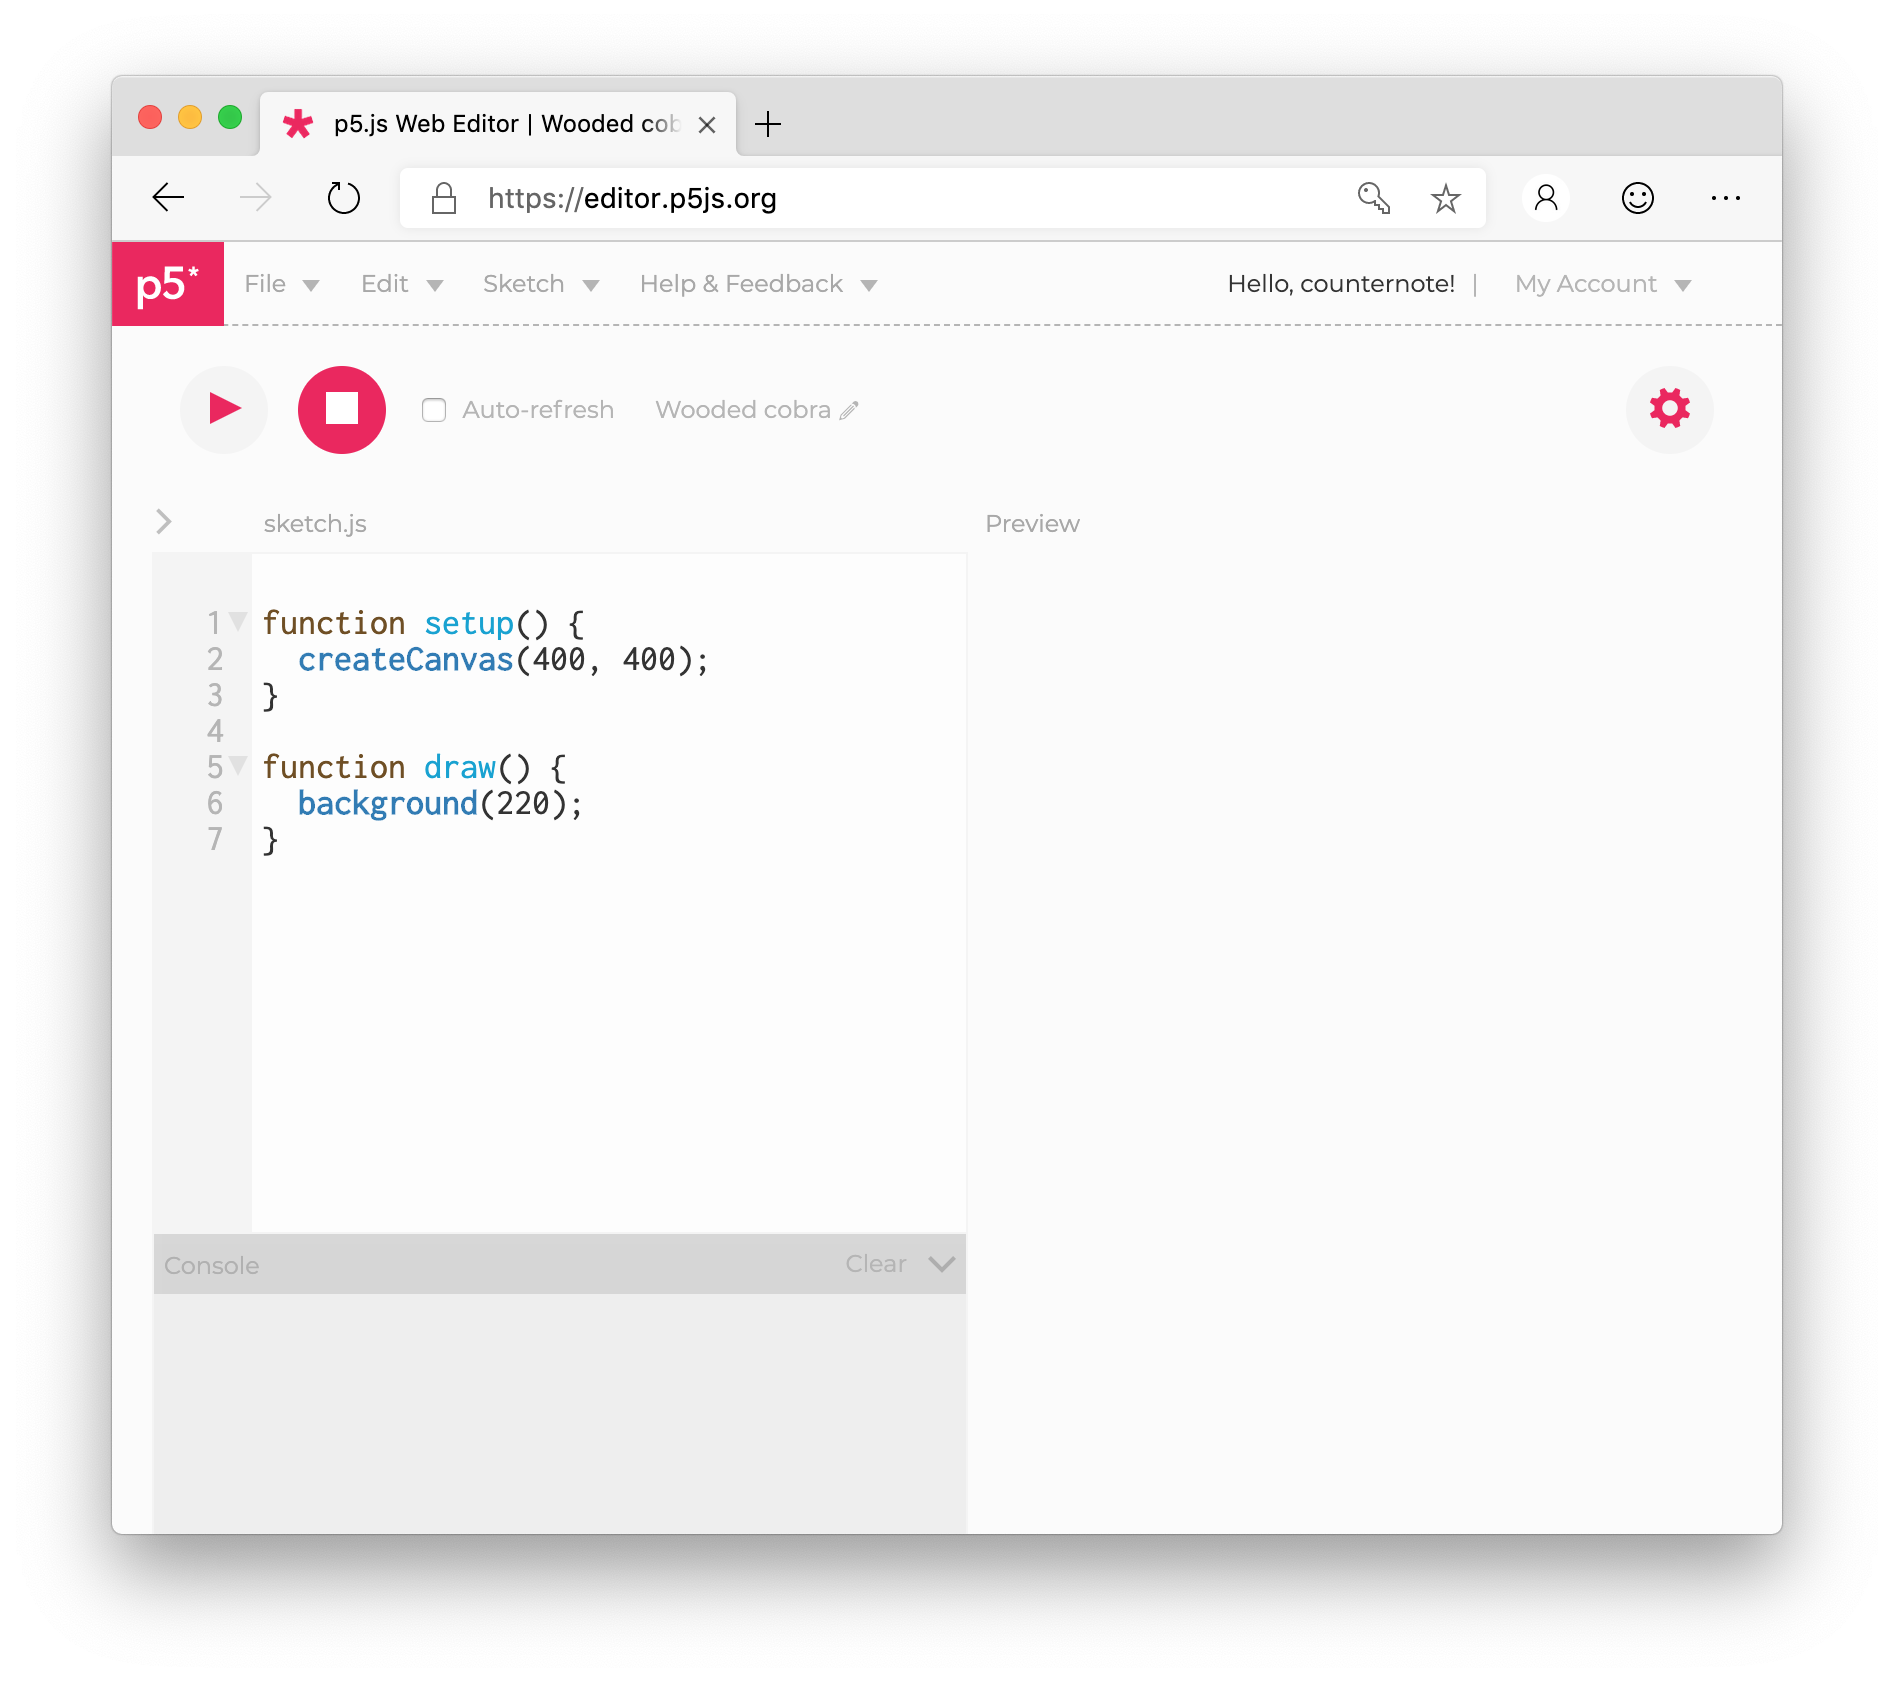 p5.js Web Editor | Wooded cob
https://editor.p5js.org
p5* File Edit Sketch Help & Feedback Hello, counternote! | My Account
Auto-refresh Wooded cobra
sketch.js Preview
1 function setup() {
2   createCanvas(400, 400);
3 }
4
5 function draw() {
6   background(220);
7 }
Console Clear